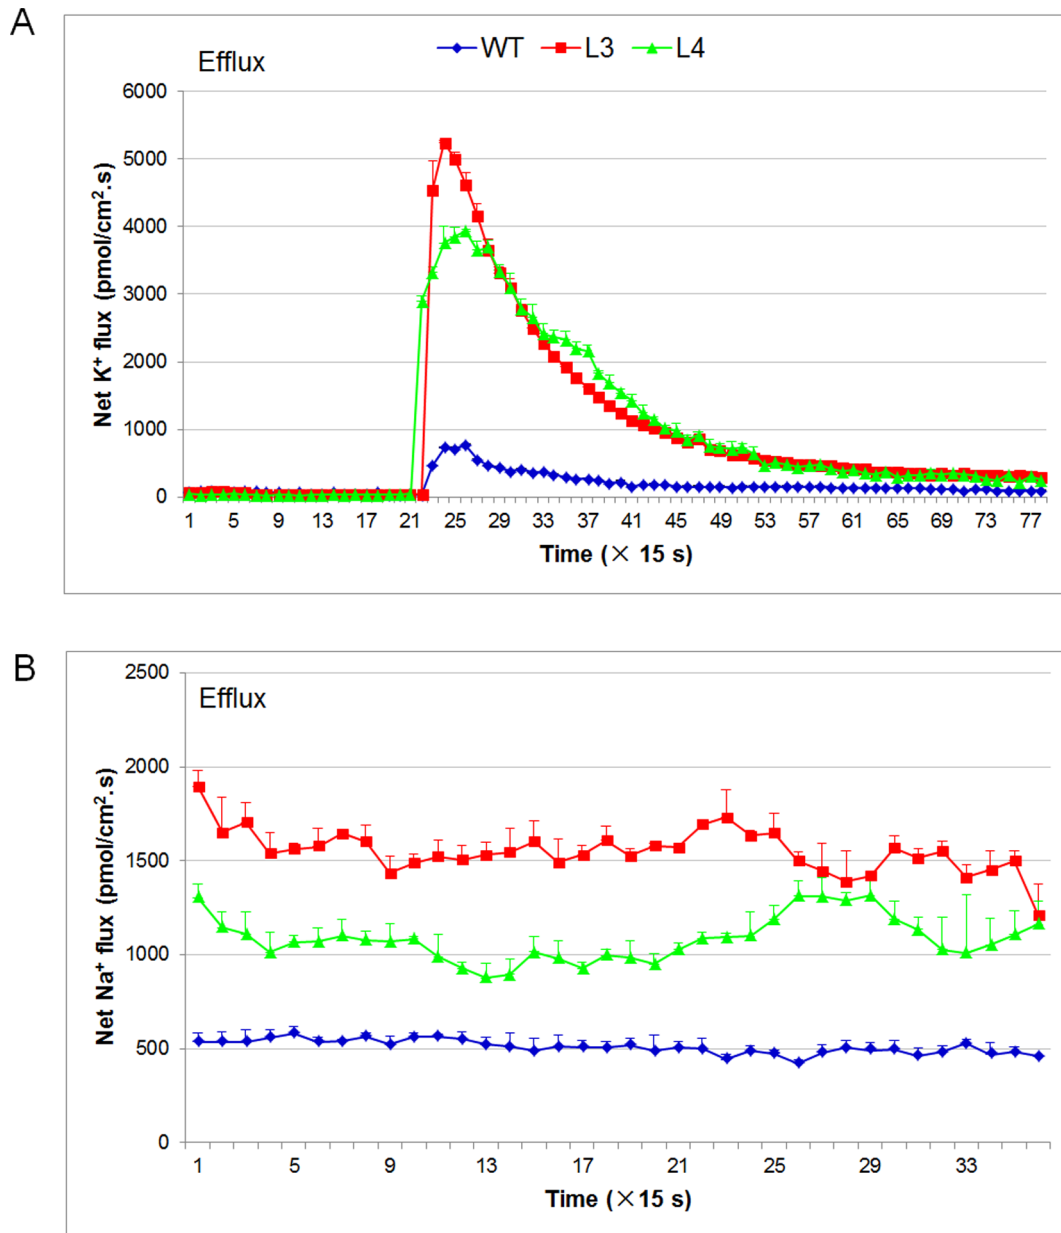 A
WT L3 L4
Efflux
6000
5000
4000
3000
2000
1000
0
Net K⁺ flux (pmol/cm².s)
1 5 9 13 17 21 25 29 33 37 41 45 49 53 57 61 65 69 73 77
Time (× 15 s)
B
Efflux
2500
2000
1500
1000
500
0
Net Na⁺ flux (pmol/cm².s)
1 5 9 13 17 21 25 29 33
Time (×15 s)